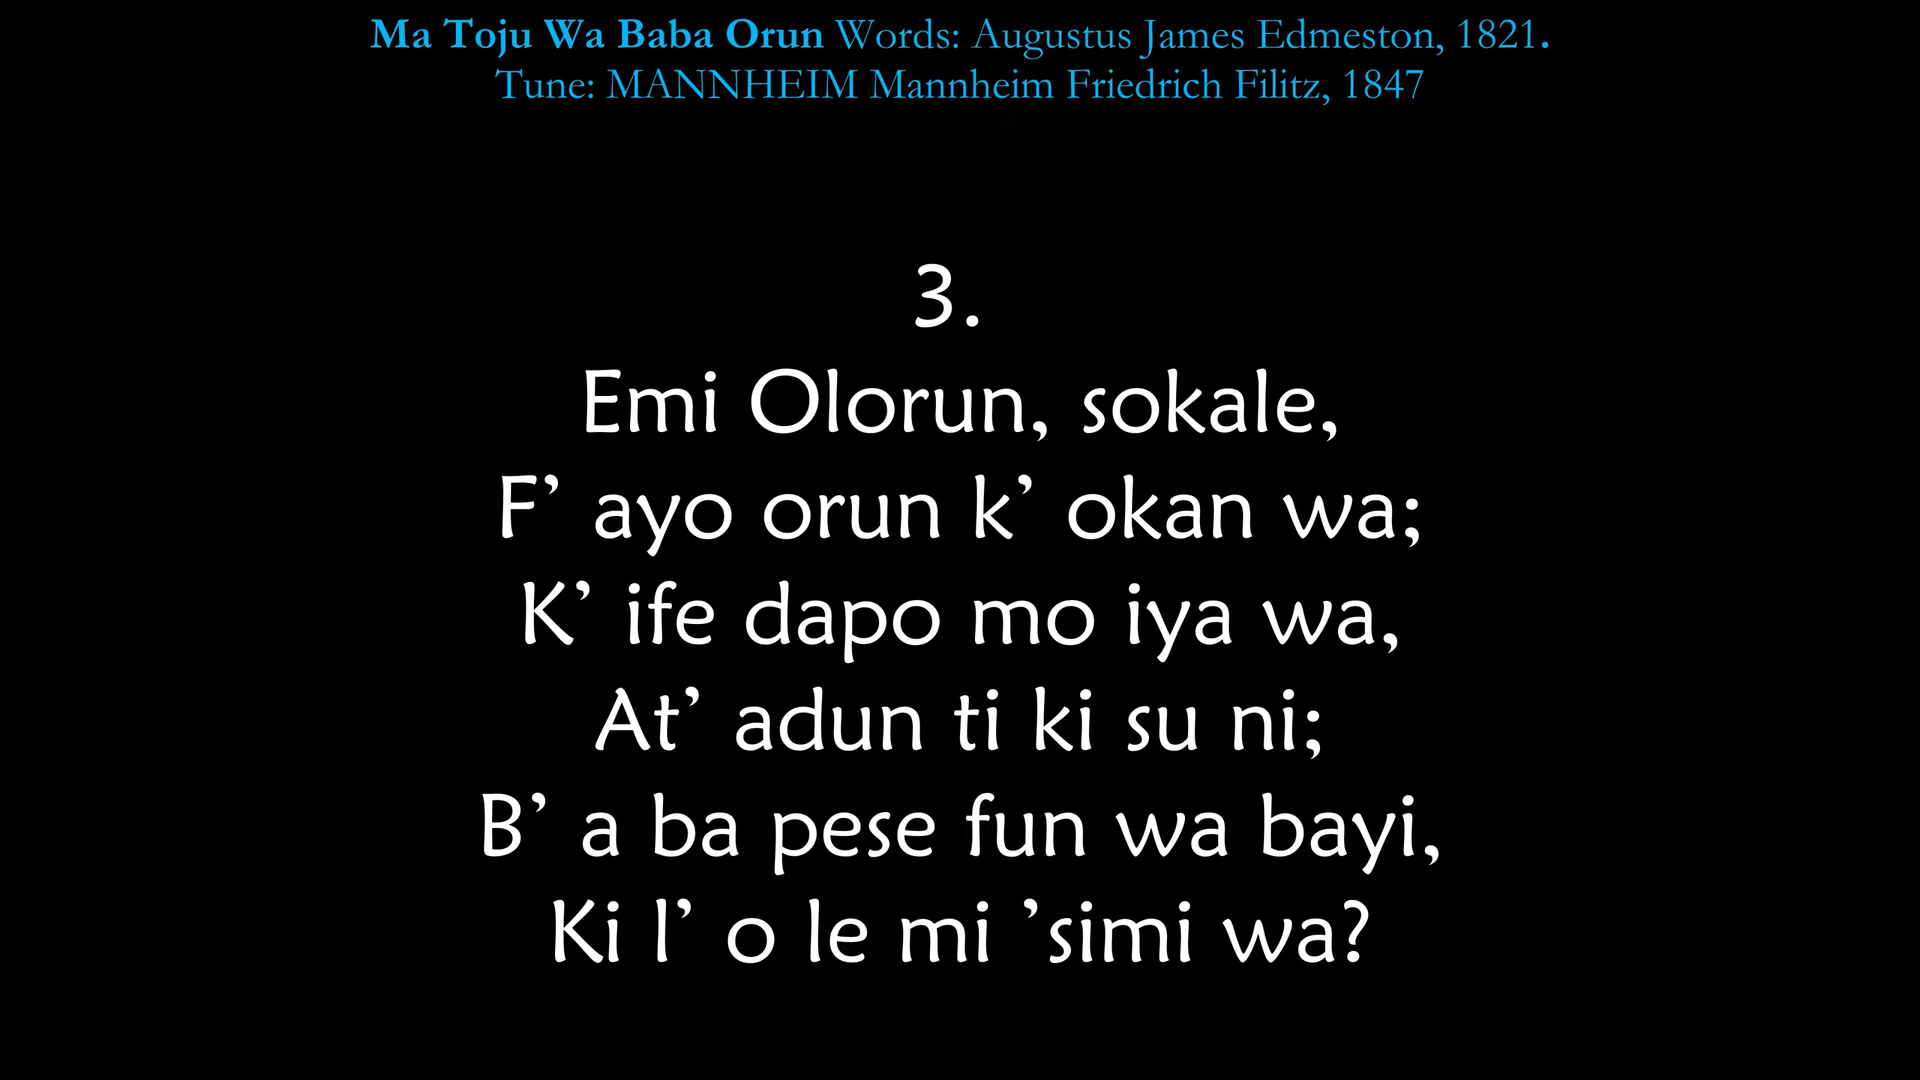 Ma Toju Wa Baba Orun Words: Augustus James Edmeston, 1821.
Tune: MANNHEIM Mannheim Friedrich Filitz, 1847
3.
Emi Olorun, sokale,
F’ ayo orun k’ okan wa;
K’ ife dapo mo iya wa,
At’ adun ti ki su ni;
B’ a ba pese fun wa bayi,
Ki l’ o le mi ’simi wa?